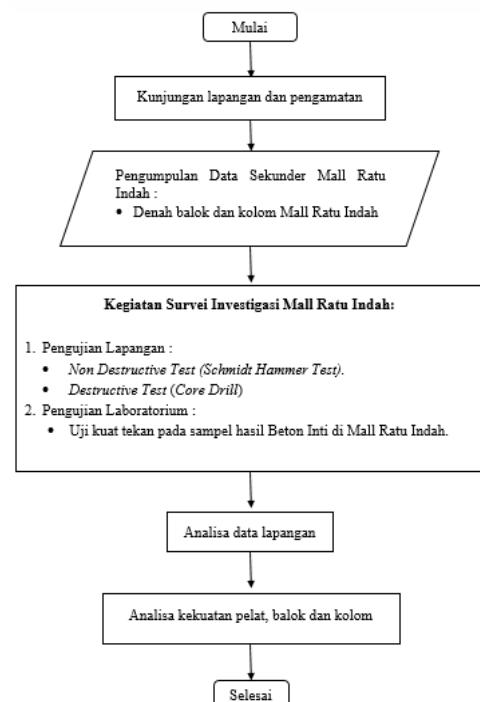 Mulai
Kunjungan lapangan dan pengamatan
Pengumpulan Data Sekunder Mall Ratu
Indah :
• Denah balok dan kolom Mall Ratu Indah
Kegiatan Survei Investigasi Mall Ratu Indah:
1. Pengujian Lapangan :
• Non Destructive Test (Schmidt Hammer Test).
• Destructive Test (Core Drill)
2. Pengujian Laboratorium :
• Uji kuat tekan pada sampel hasil Beton Inti di Mall Ratu Indah.
Analisa data lapangan
Analisa kekuatan pelat, balok dan kolom
Selesai